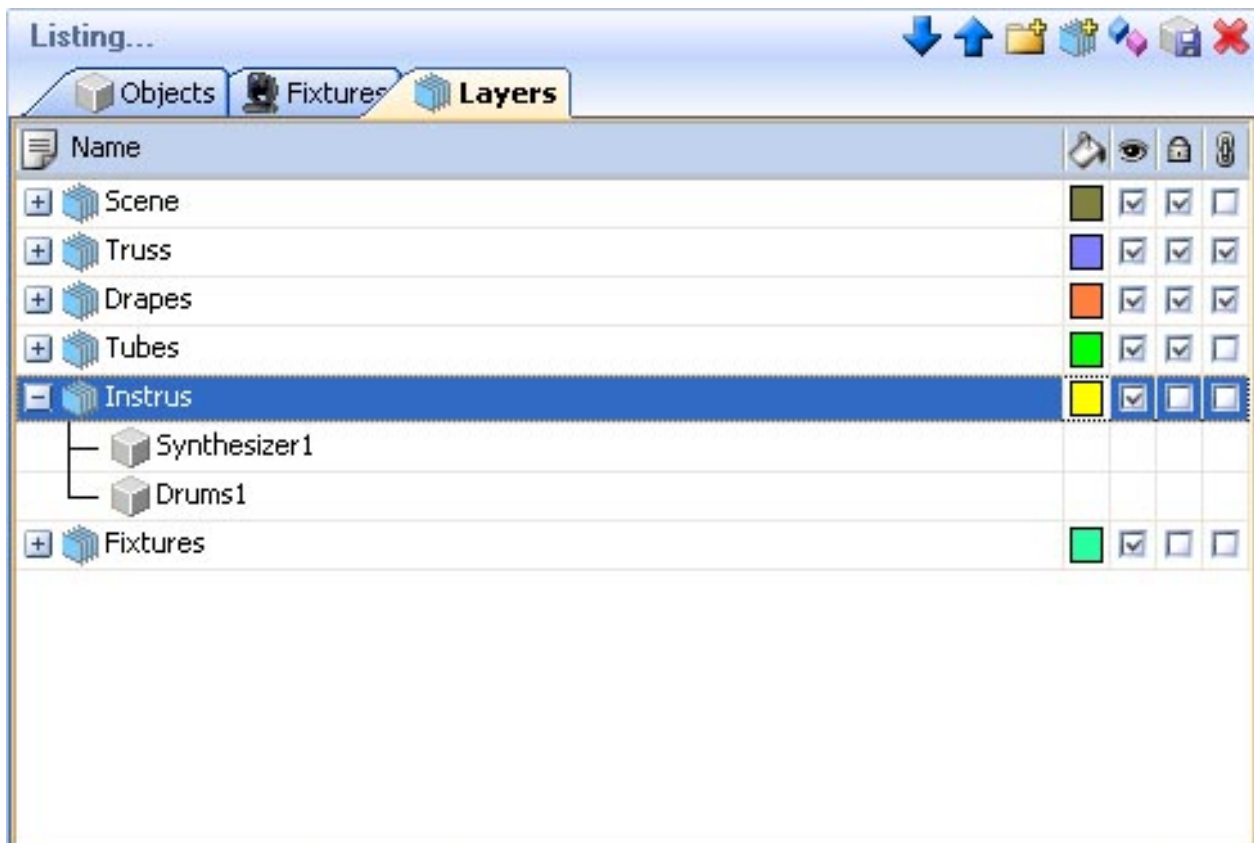 Listing...
Objects Fixtures Layers
Name
Scene
Truss
Drapes
Tubes
Instrus
Synthesizer1
Drums1
Fixtures